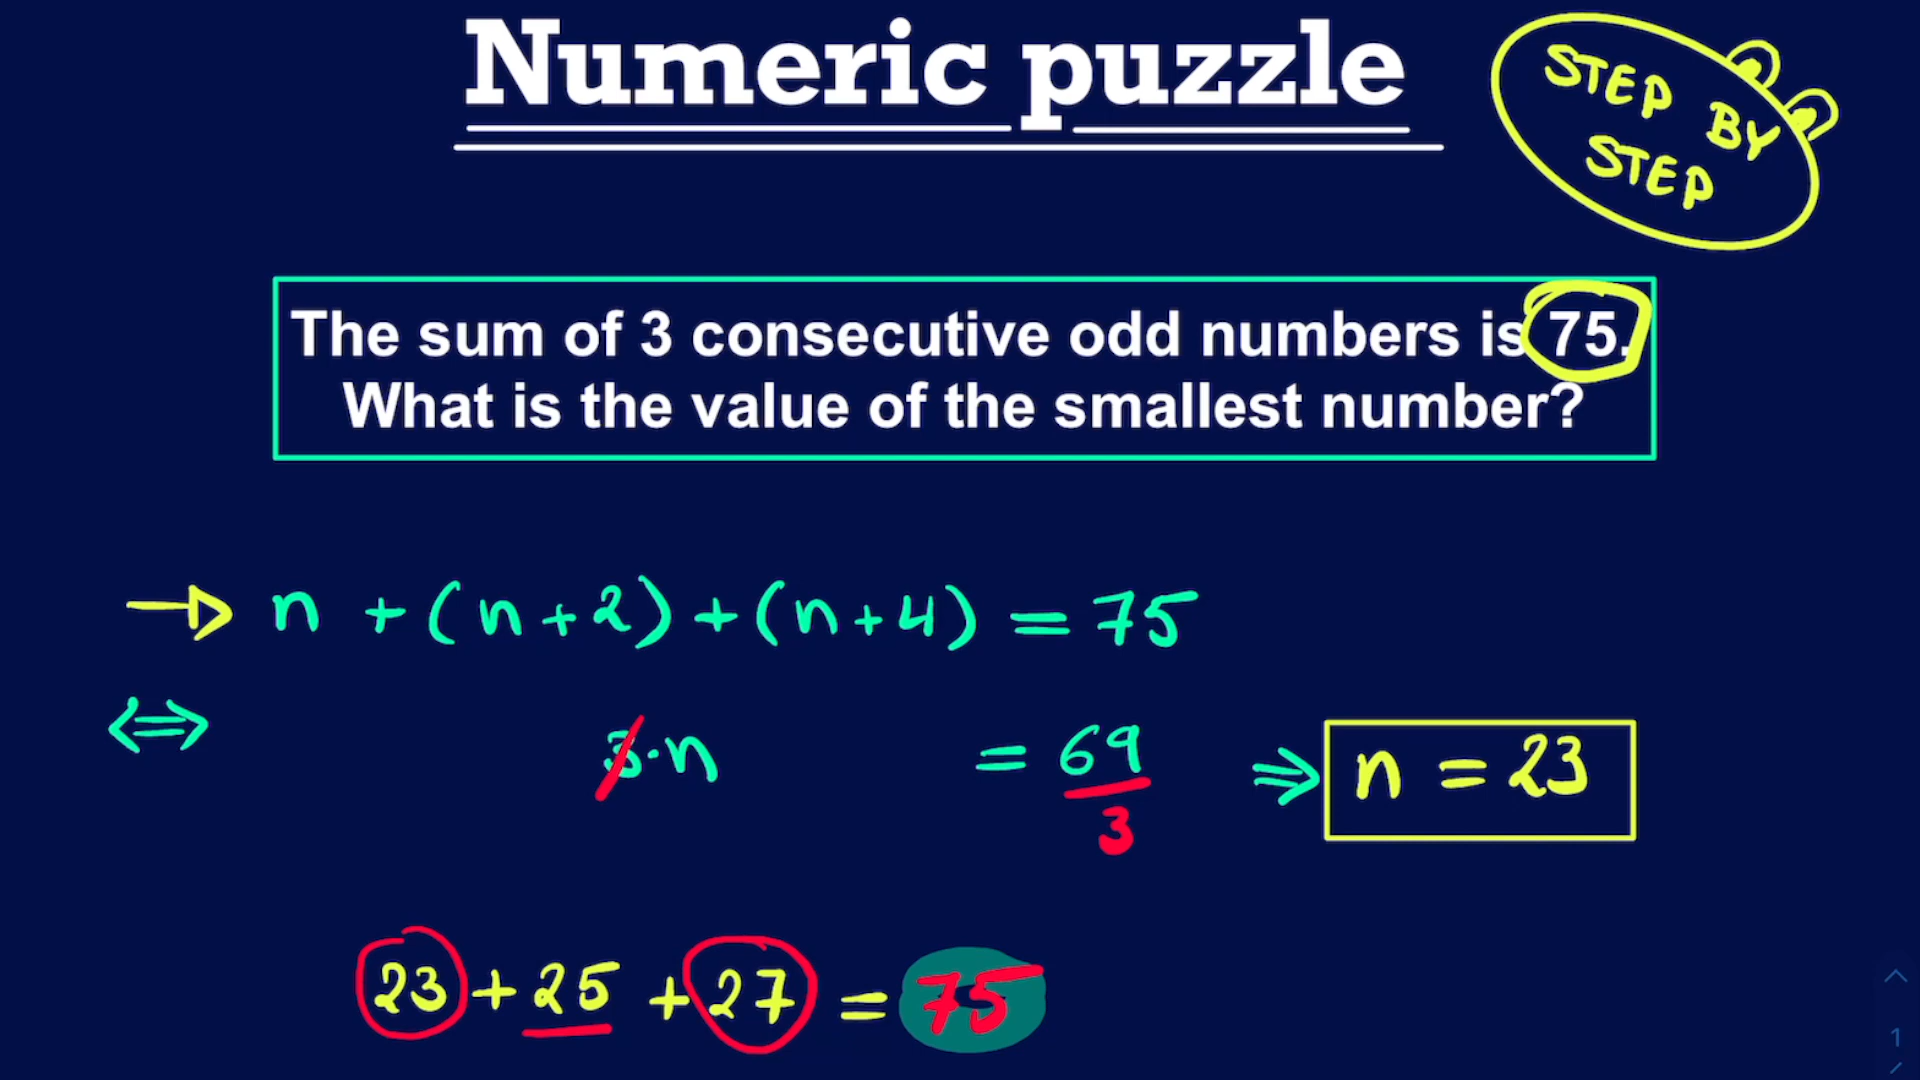 Numeric puzzle
STEP BY
STEP
The sum of 3 consecutive odd numbers is 75.
What is the value of the smallest number?
→ n + (n+2) + (n+4) = 75
⇔ 3·n = 69/3 ⇒ n = 23
23 + 25 + 27 = 75
1